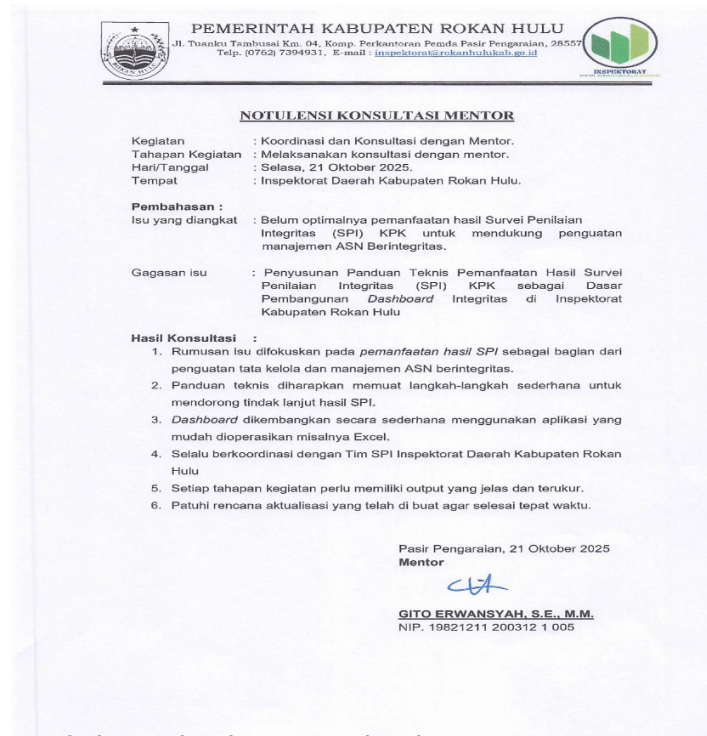 PEMERINTAH KABUPATEN ROKAN HULU
Jl. Tuanku Tambusai Km. 04, Komp. Perkantoran Pemda Pasir Pengaraian, 28557
Telp. (0762) 7394931, E-mail : inspektorat@rokanhulukab.go.id
ROKAN HULU
INSPEKTORAT
NOTULENSI KONSULTASI MENTOR
Kegiatan : Koordinasi dan Konsultasi dengan Mentor.
Tahapan Kegiatan : Melaksanakan konsultasi dengan mentor.
Hari/Tanggal : Selasa, 21 Oktober 2025.
Tempat : Inspektorat Daerah Kabupaten Rokan Hulu.
Pembahasan :
Isu yang diangkat : Belum optimalnya pemanfaatan hasil Survei Penilaian
Integritas (SPI) KPK untuk mendukung penguatan
manajemen ASN Berintegritas.
Gagasan isu : Penyusunan Panduan Teknis Pemanfaatan Hasil Survei
Penilaian Integritas (SPI) KPK sebagai Dasar
Pembangunan Dashboard Integritas di Inspektorat
Kabupaten Rokan Hulu
Hasil Konsultasi :
1. Rumusan isu difokuskan pada pemanfaatan hasil SPI sebagai bagian dari
penguatan tata kelola dan manajemen ASN berintegritas.
2. Panduan teknis diharapkan memuat langkah-langkah sederhana untuk
mendorong tindak lanjut hasil SPI.
3. Dashboard dikembangkan secara sederhana menggunakan aplikasi yang
mudah dioperasikan misalnya Excel.
4. Selalu berkoordinasi dengan Tim SPI Inspektorat Daerah Kabupaten Rokan
Hulu
5. Setiap tahapan kegiatan perlu memiliki output yang jelas dan terukur.
6. Patuhi rencana aktualisasi yang telah di buat agar selesai tepat waktu.
Pasir Pengaraian, 21 Oktober 2025
Mentor
GITO ERWANSYAH, S.E., M.M.
NIP. 19821211 200312 1 005